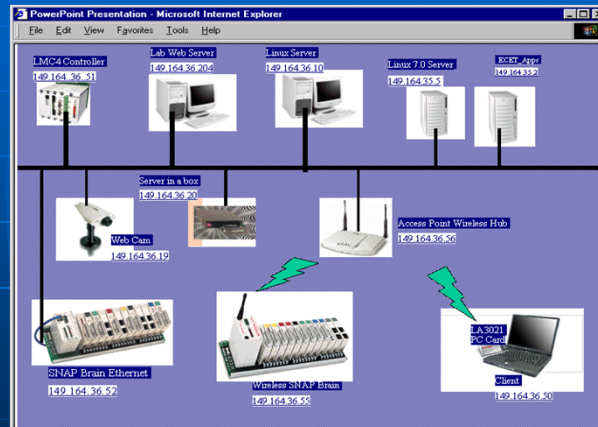 PowerPoint Presentation - Microsoft Internet Explorer
File Edit View Favorites Tools Help
LMC4 Controller
149.164.36 .51
Lab Web Server
149.164.36.204
Linux Server
149.164.36.10
Linux 7.0 Server
149.164.35.5
ECET_Apps
149.164.35.2
Server in a box
149.164.36.20
Web Cam
149.164.36.19
Access Point Wireless Hub
149.164.36.56
SNAP Brain Ethernet
149.164.36.52
Wireless SNAP Brain
149.164.36.55
LA3021
PC Card
Client
149.164.36.50